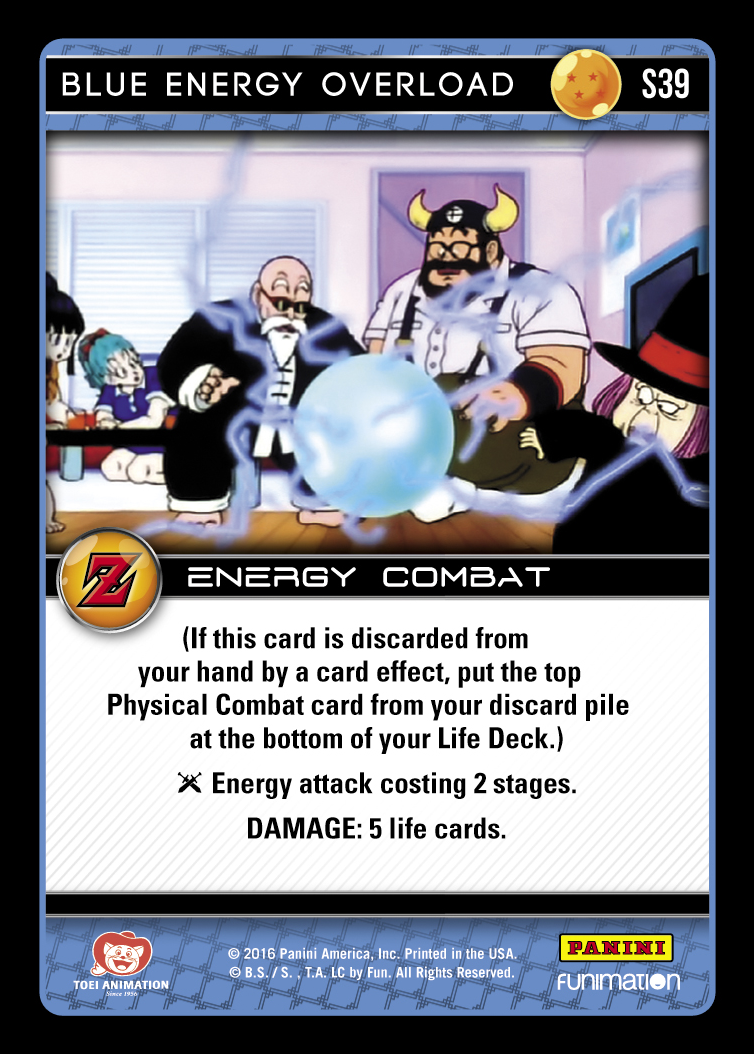 BLUE ENERGY OVERLOAD
S39
Z
ENERGY COMBAT
(If this card is discarded from
your hand by a card effect, put the top
Physical Combat card from your discard pile
at the bottom of your Life Deck.)
Energy attack costing 2 stages.
DAMAGE: 5 life cards.
TOEI ANIMATION
Since 1956
© 2016 Panini America, Inc. Printed in the USA.
© B.S. / S. , T.A. LC by Fun. All Rights Reserved.
PANINI
FUNIMATION